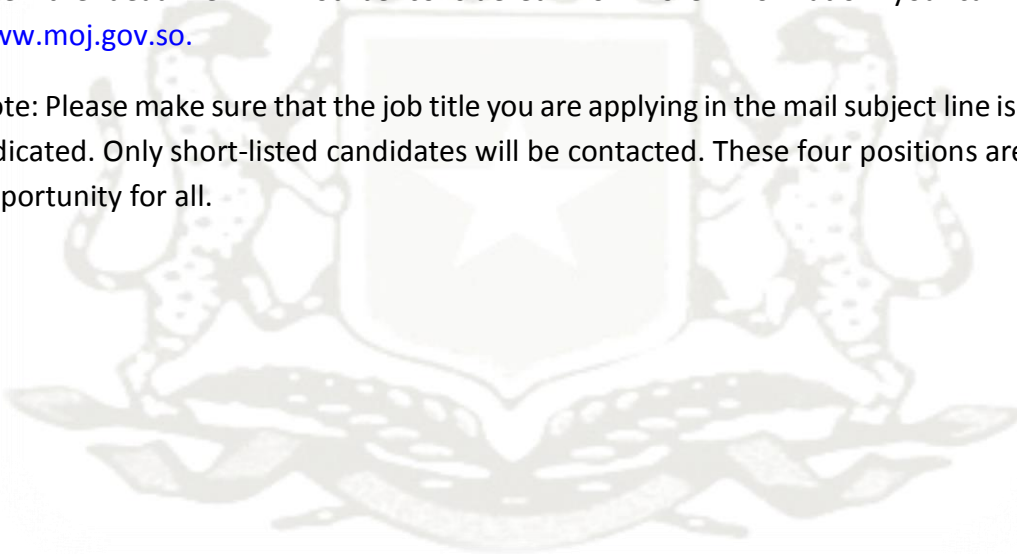 ww.moj.gov.so.
ote: Please make sure that the job title you are applying in the mail subject line is
dicated. Only short-listed candidates will be contacted. These four positions are
portunity for all.